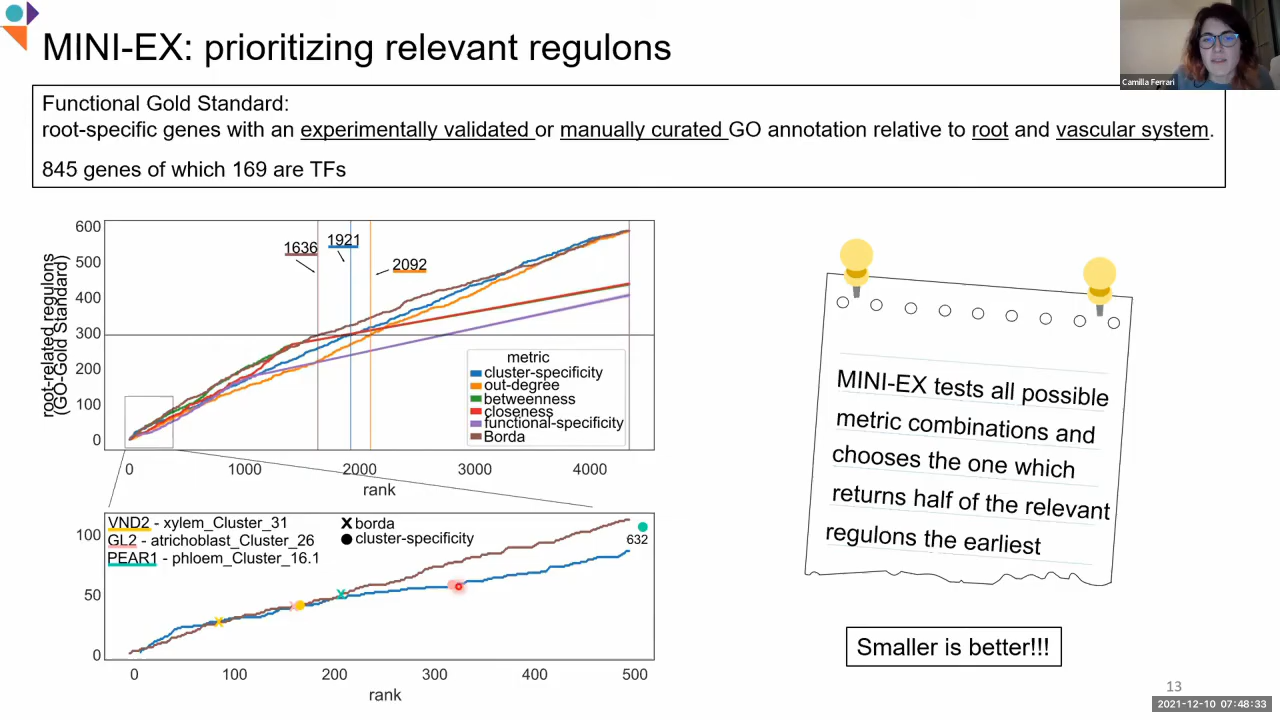 MINI-EX: prioritizing relevant regulons
Camilla Ferrari
Functional Gold Standard:
root-specific genes with an experimentally validated or manually curated GO annotation relative to root and vascular system.
845 genes of which 169 are TFs
600
500
400
300
200
100
0
root-related regulons
(GO-Gold Standard)
1636
1921
2092
metric
cluster-specificity
out-degree
betweenness
closeness
functional-specificity
Borda
0
1000
2000
3000
4000
rank
100
50
0
VND2 - xylem_Cluster_31
GL2 - atrichoblast_Cluster_26
PEAR1 - phloem_Cluster_16.1
borda
cluster-specificity
632
0
100
200
300
400
500
rank
MINI-EX tests all possible
metric combinations and
chooses the one which
returns half of the relevant
regulons the earliest
Smaller is better!!!
13
2021-12-10 07:48:33